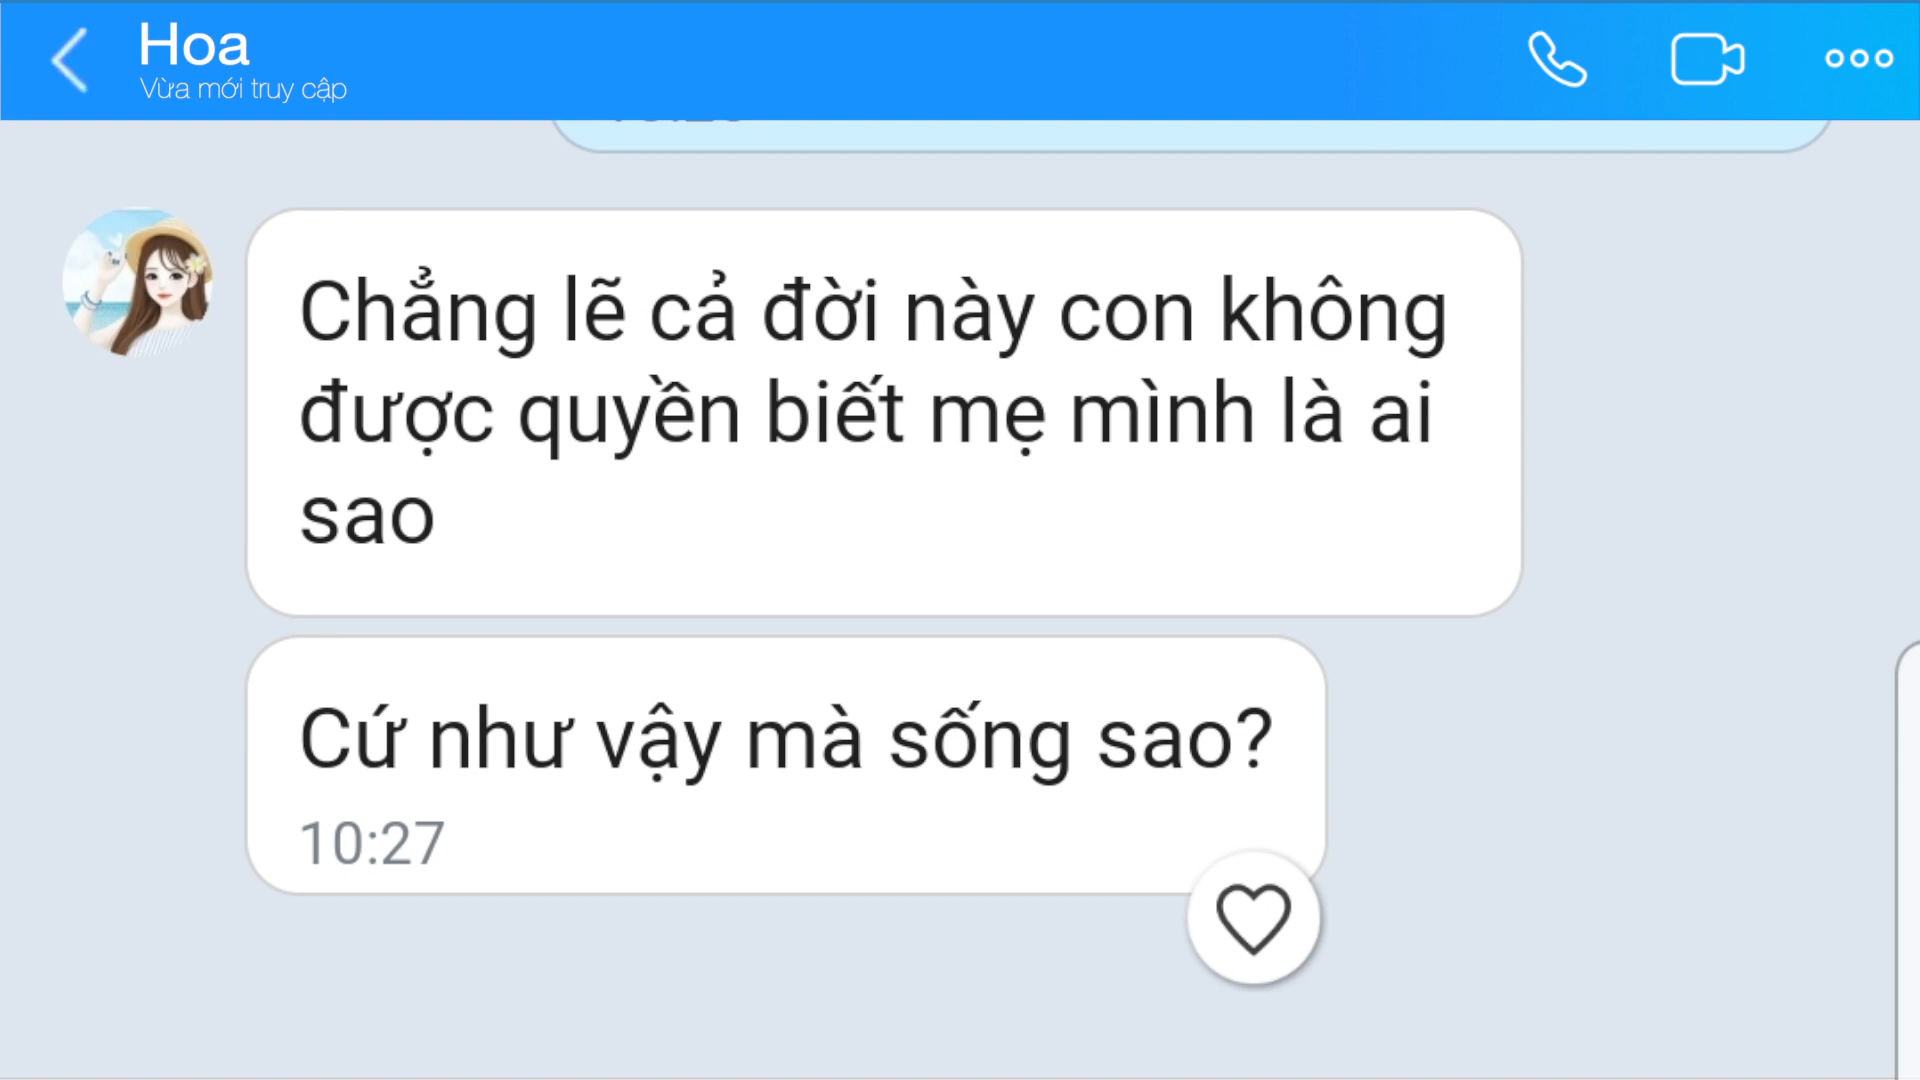 Hoa
Vừa mới truy cập
Chẳng lẽ cả đời này con không
được quyền biết mẹ mình là ai
sao
Cứ như vậy mà sống sao?
10:27